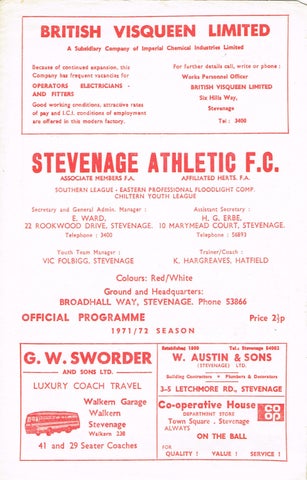 BRITISH VISQUEEN LIMITED
A Subsidiary Company of Imperial Chemical Industries Limited
Because of continued expansion, this
Company has frequent vacancies for
OPERATORS ELECTRICIANS -
AND FITTERS
Good working conditions, attractive rates
of pay and I.C.I. conditions of employment
are offered in this modern factory.
For further details call, write or phone :
Works Personnel Officer
BRITISH VISQUEEN LIMITED
Six Hills Way,
Stevenage
Tel: 3400
STEVENAGE ATHLETIC F.C.
ASSOCIATE MEMBERS F.A. AFFILIATED HERTS. F.A.
SOUTHERN LEAGUE - EASTERN PROFESSIONAL FLOODLIGHT COMP.
CHILTERN YOUTH LEAGUE
Secretary and General Admin. Manager :
E. WARD,
22 ROOKWOOD DRIVE, STEVENAGE.
Telephone : 3400
Assistant Secretary :
H. G. ERBE,
10 MARYMEAD COURT, STEVENAGE.
Telephone : 56893
Youth Team Manager :
VIC FOLBIGG, STEVENAGE
Trainer/Coach :
K. HARGREAVES, HATFIELD
Colours: Red/White
Ground and Headquarters:
BROADHALL WAY, STEVENAGE. Phone 53866
OFFICIAL PROGRAMME Price 2½p
1971/72 SEASON
G. W. SWORDER
AND SONS LTD.
LUXURY COACH TRAVEL
Walkern Garage
Walkern
Stevenage
Walkern 238
41 and 29 Seater Coaches
Established 1600 Tel.: Stevenage 54002
W. AUSTIN & SONS
(STEVENAGE) LTD.
Building Contractors • Plumbers & Decorators
3-5 LETCHMORE RD., STEVENAGE
Co-operative House
DEPARTMENT STORE
Town Square . Stevenage
ALWAYS
ON THE BALL
FOR
QUALITY ! VALUE ! SERVICE !